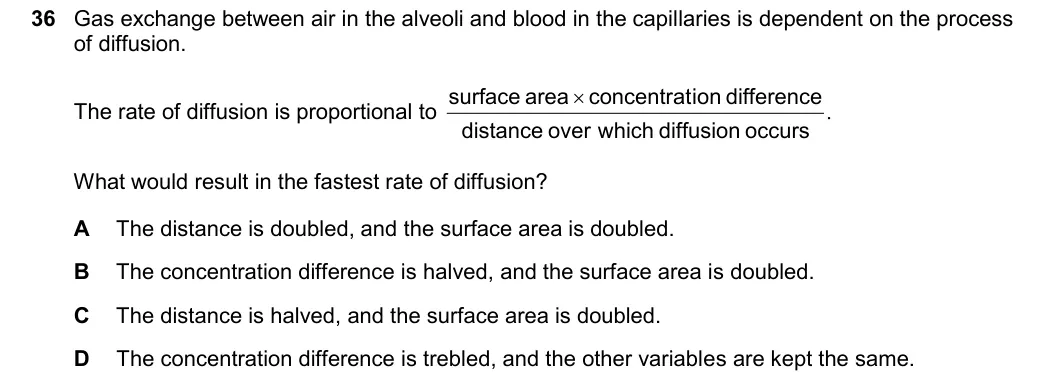 36 Gas exchange between air in the alveoli and blood in the capillaries is dependent on the process
of diffusion.
surface area × concentration difference
The rate of diffusion is proportional to
.
distance over which diffusion occurs
What would result in the fastest rate of diffusion?
A The distance is doubled, and the surface area is doubled.
B The concentration difference is halved, and the surface area is doubled.
C The distance is halved, and the surface area is doubled.
D The concentration difference is trebled, and the other variables are kept the same.